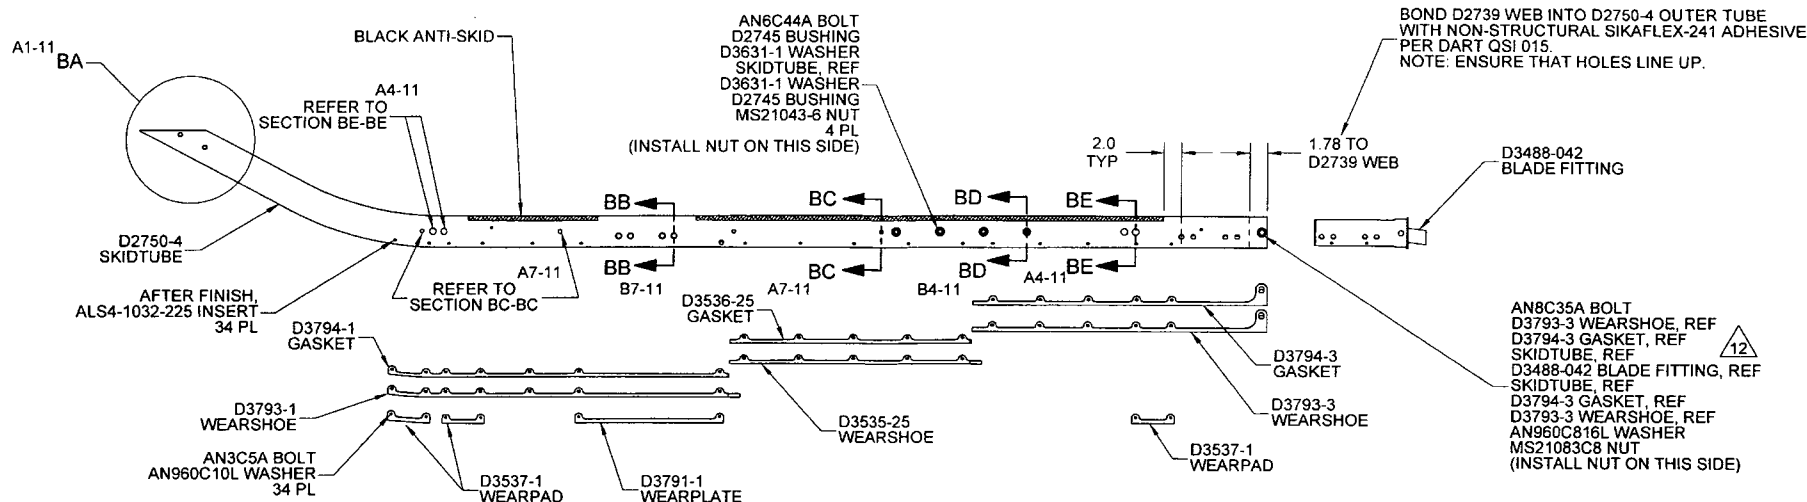 A1-11
BA
BLACK ANTI-SKID
A4-11
REFER TO
SECTION BE-BE
AN6C44A BOLT
D2745 BUSHING
D3631-1 WASHER
SKIDTUBE, REF
D3631-1 WASHER
D2745 BUSHING
MS21043-6 NUT
4 PL
(INSTALL NUT ON THIS SIDE)
BOND D2739 WEB INTO D2750-4 OUTER TUBE
WITH NON-STRUCTURAL SIKAFLEX-241 ADHESIVE
PER DART QSI 015.
NOTE: ENSURE THAT HOLES LINE UP.
2.0
TYP
1.78 TO
D2739 WEB
D3488-042
BLADE FITTING
BB
BC
BD
BE
D2750-4
SKIDTUBE
BB
BC
BD
BE
A7-11
B7-11
A7-11
B4-11
A4-11
REFER TO
SECTION BC-BC
AFTER FINISH,
ALS4-1032-225 INSERT
34 PL
D3794-1
GASKET
D3536-25
GASKET
D3794-3
GASKET
D3793-1
WEARSHOE
D3535-25
WEARSHOE
D3793-3
WEARSHOE
AN3C5A BOLT
AN960C10L WASHER
34 PL
D3537-1
WEARPAD
D3791-1
WEARPLATE
D3537-1
WEARPAD
AN8C35A BOLT
D3793-3 WEARSHOE, REF
D3794-3 GASKET, REF
SKIDTUBE, REF
D3488-042 BLADE FITTING, REF
SKIDTUBE, REF
D3794-3 GASKET, REF
D3793-3 WEARSHOE, REF
AN960C816L WASHER
MS21083C8 NUT
(INSTALL NUT ON THIS SIDE)
12